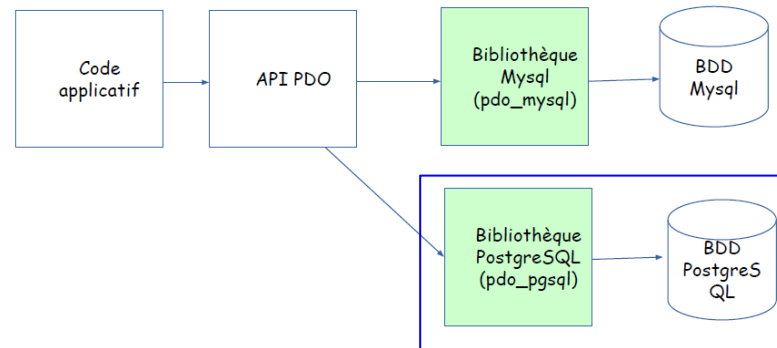 Code
applicatif
API PDO
Bibliothèque
Mysql
(pdo_mysql)
BDD
Mysql
Bibliothèque
PostgreSQL
(pdo_pgsql)
BDD
PostgreS
QL